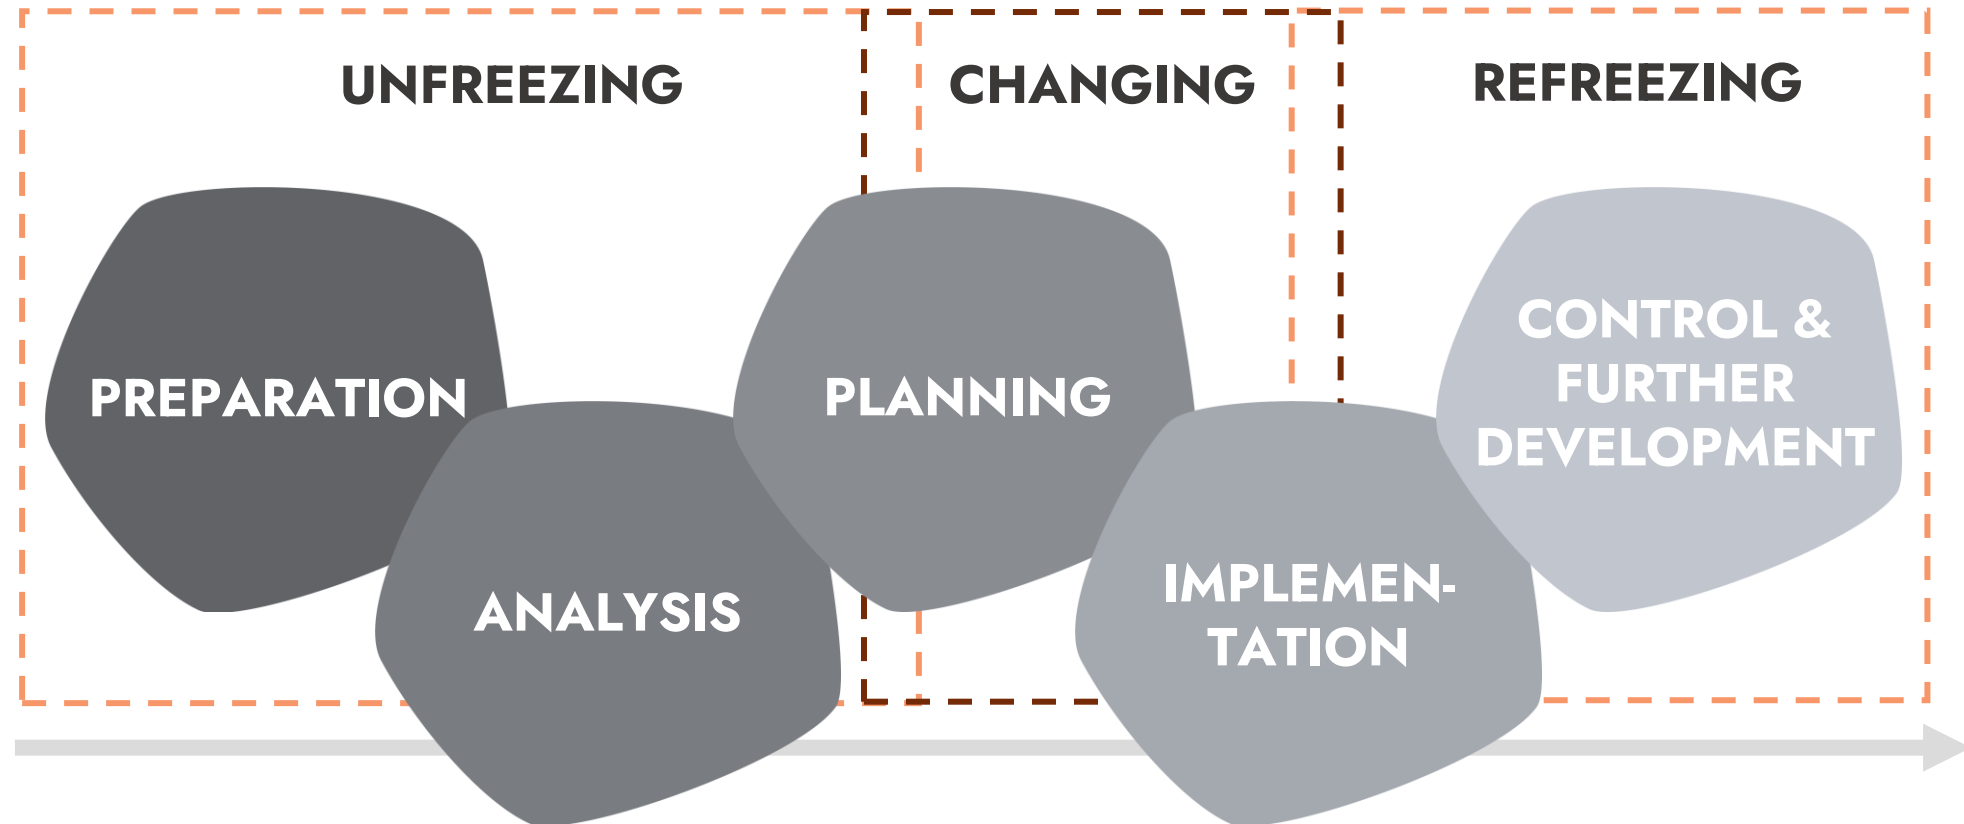 UNFREEZING
CHANGING
REFREEZING
PREPARATION
ANALYSIS
PLANNING
IMPLEMEN-
TATION
CONTROL &
FURTHER
DEVELOPMENT